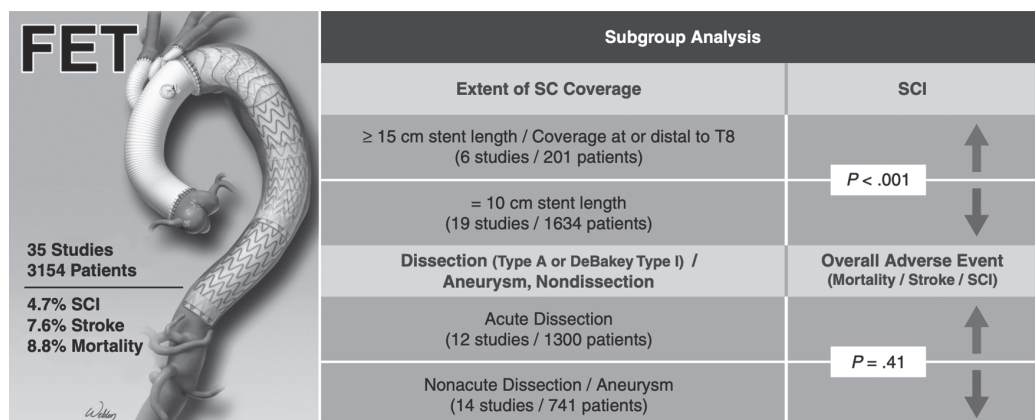 FET
35 Studies
3154 Patients
4.7% SCI
7.6% Stroke
8.8% Mortality
Subgroup Analysis
Extent of SC Coverage
SCI
≥ 15 cm stent length / Coverage at or distal to T8
(6 studies / 201 patients)
P < .001
= 10 cm stent length
(19 studies / 1634 patients)
Dissection (Type A or DeBakey Type I) /
Aneurysm, Nondissection
Overall Adverse Event
(Mortality / Stroke / SCI)
Acute Dissection
(12 studies / 1300 patients)
P = .41
Nonacute Dissection / Aneurysm
(14 studies / 741 patients)